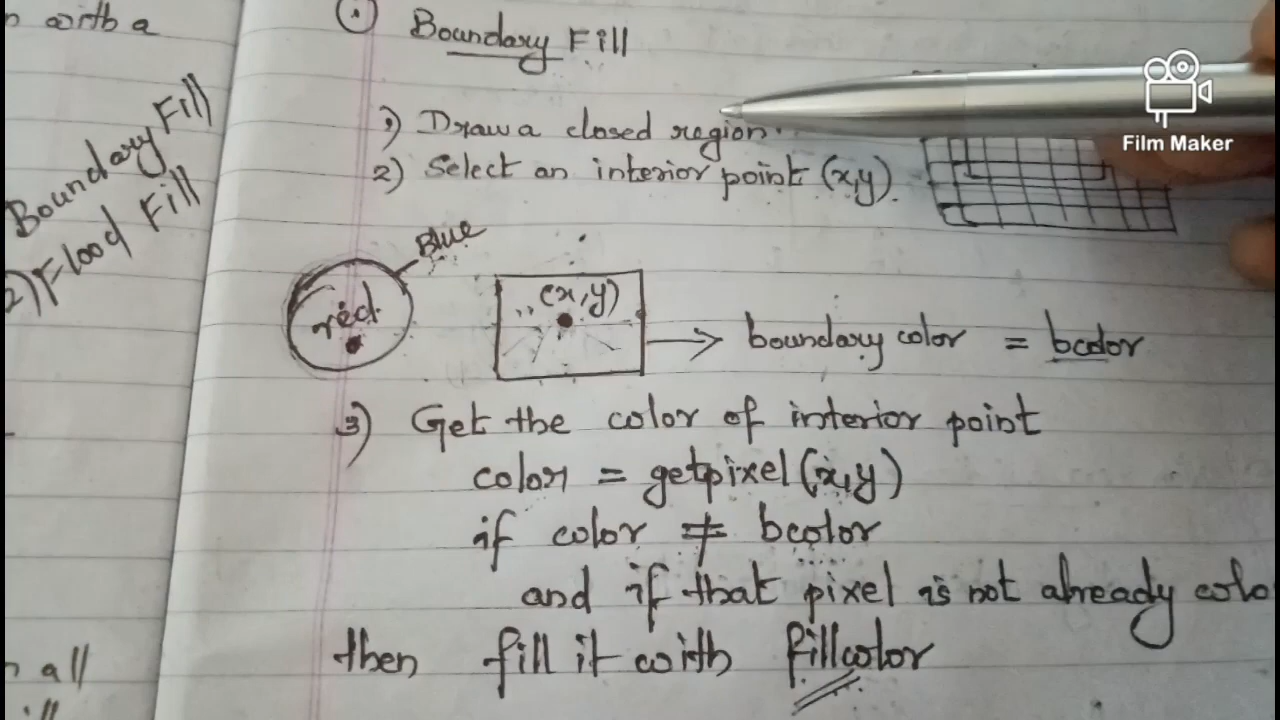 with a
Boundary Fill
2) Flood Fill
all
1 Boundary Fill
1) Draw a closed region.
2) Select an interior point (x,y).
Blue
red.
(x,y)
boundary color = bcolor
3) Get the color of interior point
color = getpixel(x,y)
if color ≠ bcolor
and if that pixel is not already colo
then fill it with fillcolor
Film Maker